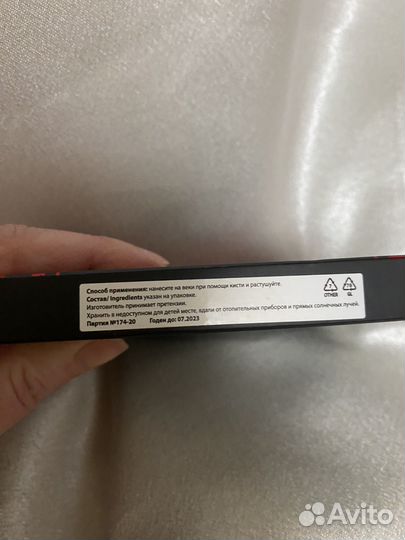 Способ применения: нанесите на веки при помощи кисти и растушуйте.
Состав/ Ingredients указан на упаковке.
Изготовитель принимает претензии.
Хранить в недоступном для детей месте, вдали от отопительных приборов и прямых солнечных лучей.
Партия №174-20 Годен до: 07.2023
7
OTHER
GL
Avito